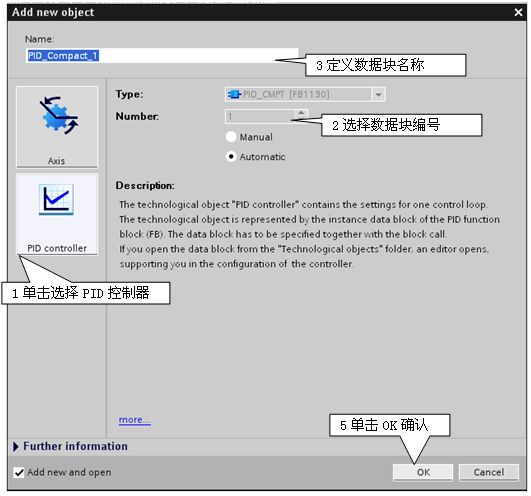 Add new object
Name:
PID_Compact_1
3 定义数据块名称
Type:
PID_CMPT [FB1130]
Number:
1
2 选择数据块编号
Manual
Automatic
Axis
PID controller
1 单击选择 PID 控制器
Description:
The technological object "PID controller" contains the settings for one control loop.
The technological object is represented by the instance data block of the PID function
block (FB). The data block has to be specified together with the block call.
If you open the data block from the "Technological objects" folder, an editor opens,
supporting you in the configuration of the controller.
more...
5 单击 OK 确认
Further information
Add new and open
OK
Cancel